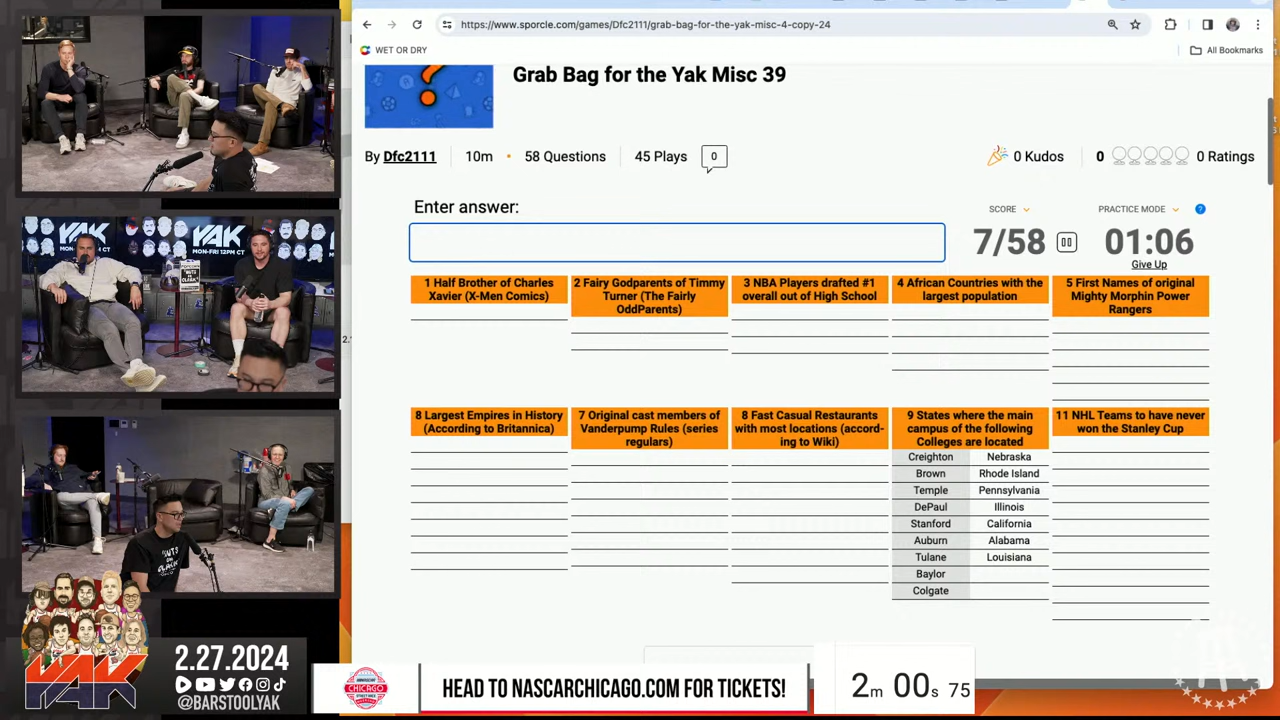 https://www.sporcle.com/games/Dfc2111/grab-bag-for-the-yak-misc-4-copy-24
WET OR DRY
All Bookmarks
Grab Bag for the Yak Misc 39
By Dfc2111
10m • 58 Questions
45 Plays
0
0 Kudos
0
0 Ratings
Enter answer:
SCORE
PRACTICE MODE
?
7/58
01:06
Give Up
1 Half Brother of Charles
Xavier (X-Men Comics)
2 Fairy Godparents of Timmy
Turner (The Fairly
OddParents)
3 NBA Players drafted #1
overall out of High School
4 African Countries with the
largest population
5 First Names of original
Mighty Morphin Power
Rangers
8 Largest Empires in History
(According to Britannica)
7 Original cast members of
Vanderpump Rules (series
regulars)
8 Fast Casual Restaurants
with most locations (accord-
ing to Wiki)
9 States where the main
campus of the following
Colleges are located
11 NHL Teams to have never
won the Stanley Cup
Creighton Nebraska
Brown Rhode Island
Temple Pennsylvania
DePaul Illinois
Stanford California
Auburn Alabama
Tulane Louisiana
Baylor
Colgate
YAK
MON-FRI 12PM CT
YAK
2.27.2024
@BARSTOOLYAK
CHICAGO
HEAD TO NASCARCHICAGO.COM FOR TICKETS!
2m 00s 75